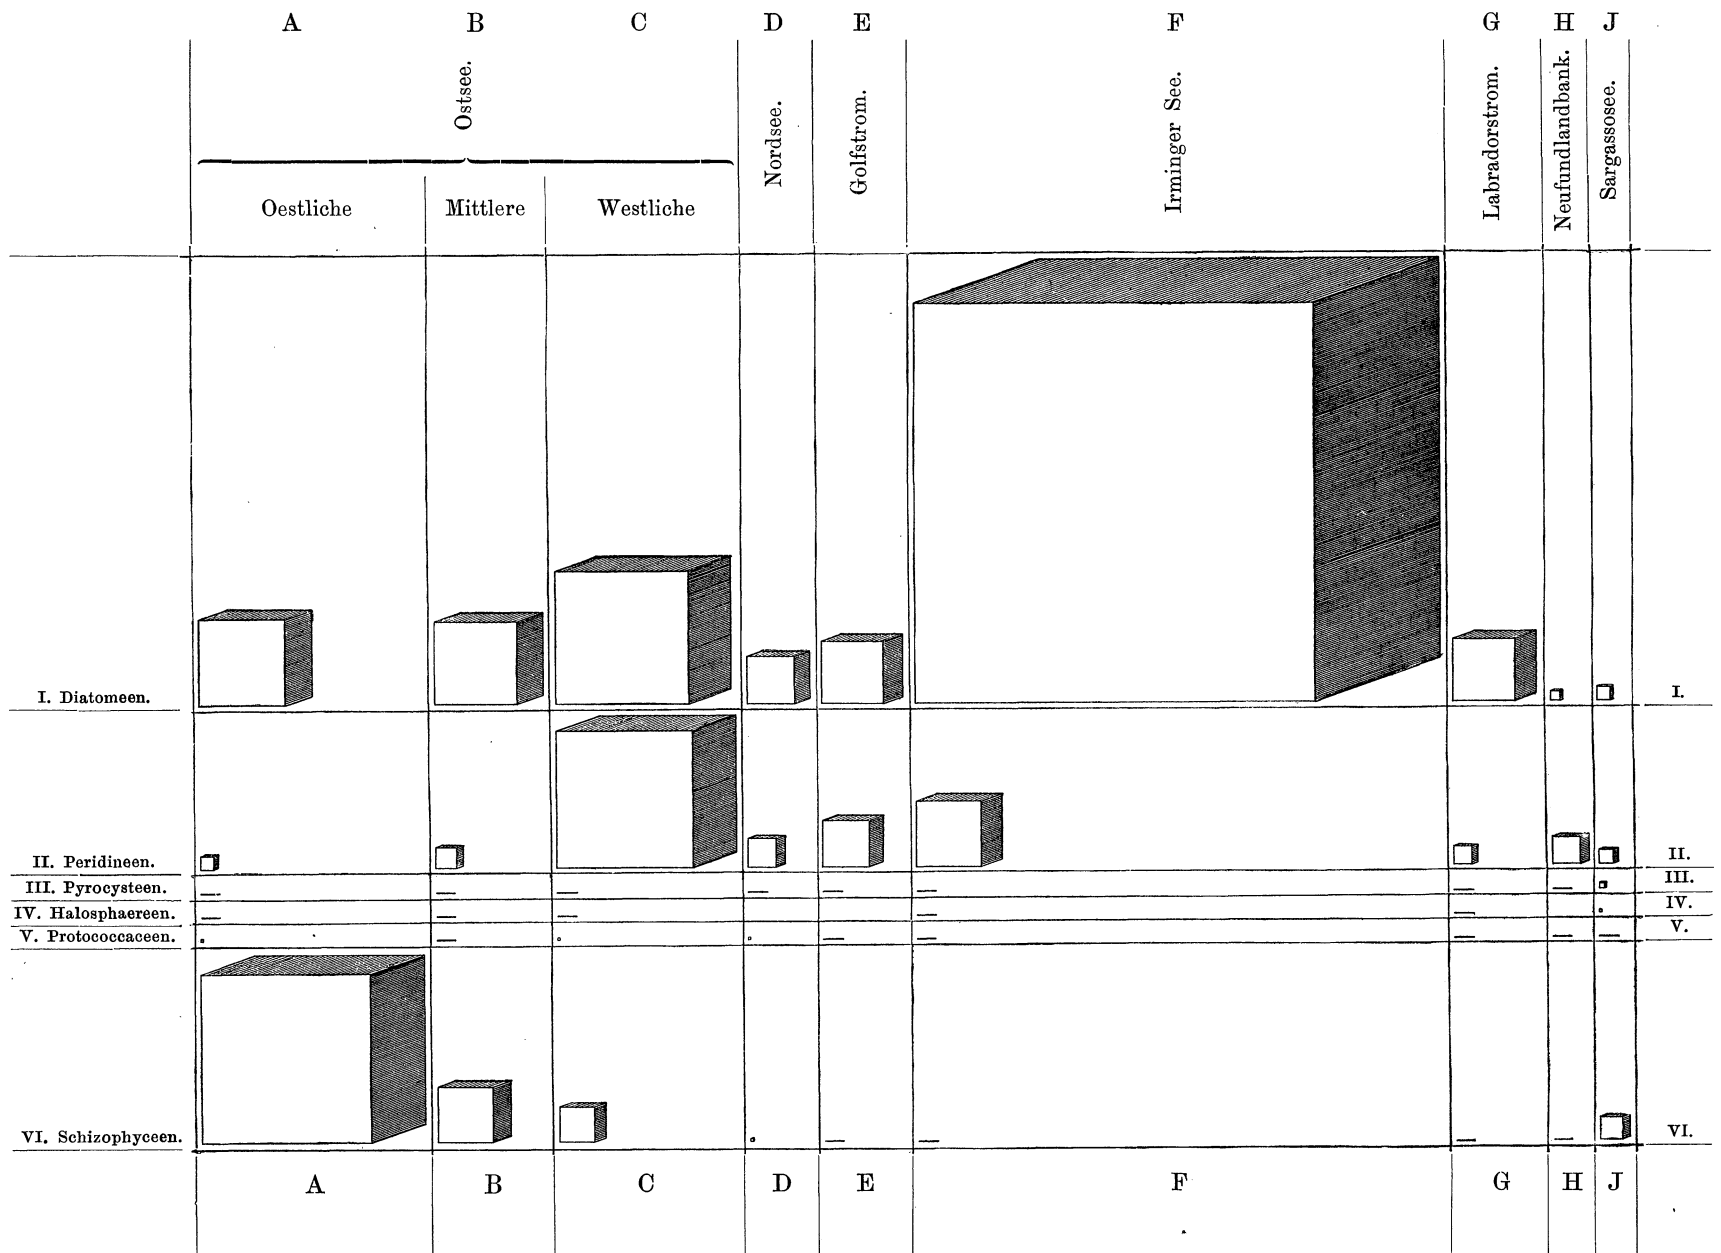 A B C D E F G H J
Ostsee.
Nordsee.
Golfstrom.
Irminger See.
Labradorstrom.
Neufundlandbank.
Sargassosee.
Oestliche Mittlere Westliche
I. Diatomeen. I.
II. Peridineen. II.
III. Pyrocysteen. III.
IV. Halosphaereen. IV.
V. Protococcaceen. V.
VI. Schizophyceen. VI.
A B C D E F G H J